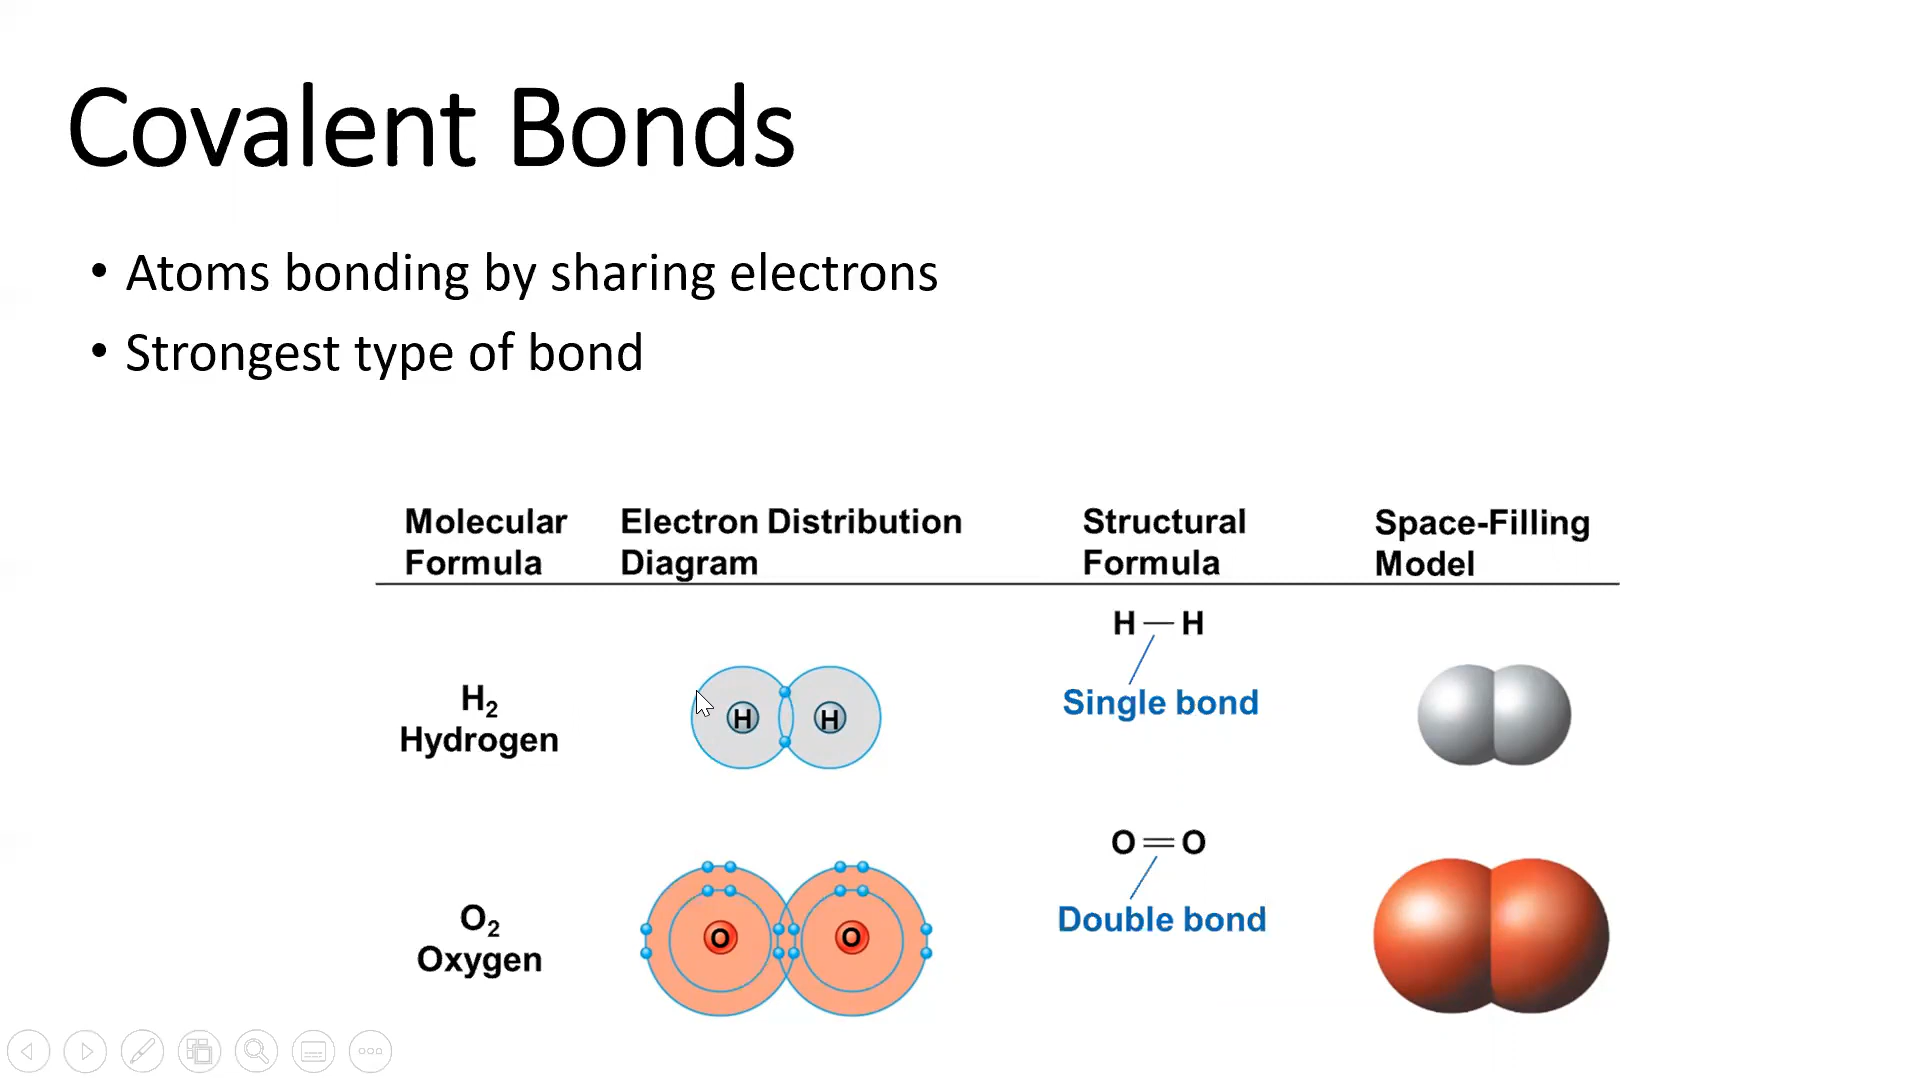 Covalent Bonds
• Atoms bonding by sharing electrons
• Strongest type of bond
Molecular Formula
Electron Distribution Diagram
Structural Formula
Space-Filling Model
H₂
Hydrogen
H H
H — H
Single bond
O₂
Oxygen
O O
O = O
Double bond